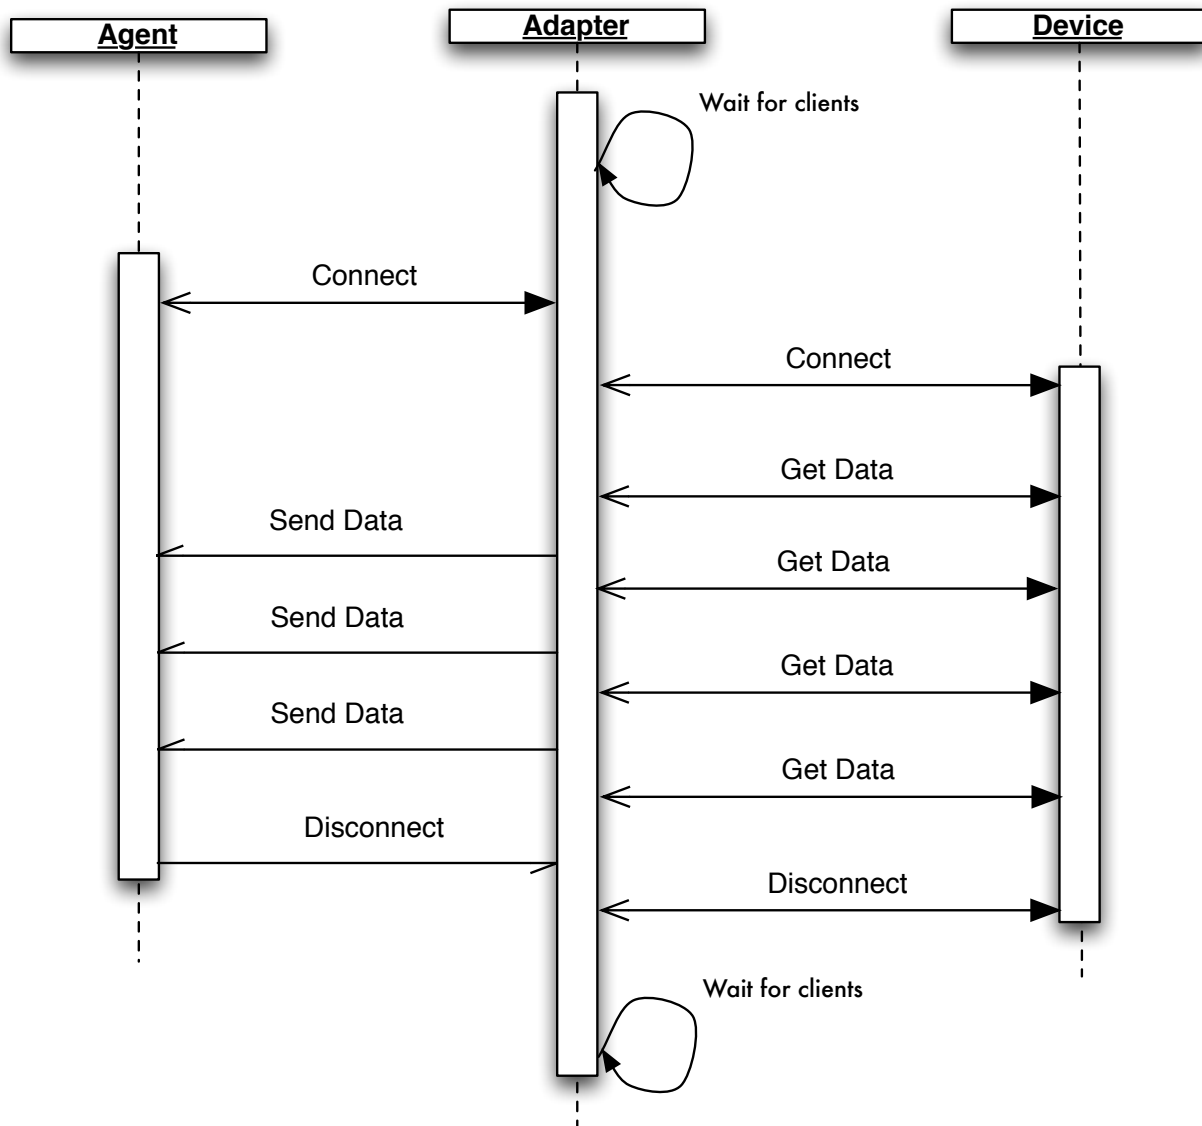 Agent
Adapter
Device
Wait for clients
Connect
Connect
Get Data
Send Data
Get Data
Send Data
Get Data
Send Data
Get Data
Disconnect
Disconnect
Wait for clients